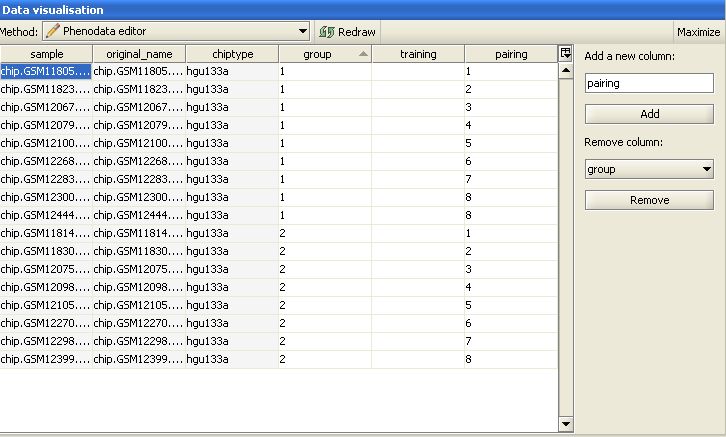 Data visualisation
Method: Phenodata editor Redraw Maximize
sample original_name chiptype group training pairing
chip.GSM11805.... chip.GSM11805.... hgu133a 1 1
chip.GSM11823.... chip.GSM11823.... hgu133a 1 2
chip.GSM12067.... chip.GSM12067.... hgu133a 1 3
chip.GSM12079.... chip.GSM12079.... hgu133a 1 4
chip.GSM12100.... chip.GSM12100.... hgu133a 1 5
chip.GSM12268.... chip.GSM12268.... hgu133a 1 6
chip.GSM12283.... chip.GSM12283.... hgu133a 1 7
chip.GSM12300.... chip.GSM12300.... hgu133a 1 8
chip.GSM12444.... chip.GSM12444.... hgu133a 1 8
chip.GSM11814.... chip.GSM11814.... hgu133a 2 1
chip.GSM11830.... chip.GSM11830.... hgu133a 2 2
chip.GSM12075.... chip.GSM12075.... hgu133a 2 3
chip.GSM12098.... chip.GSM12098.... hgu133a 2 4
chip.GSM12105.... chip.GSM12105.... hgu133a 2 5
chip.GSM12270.... chip.GSM12270.... hgu133a 2 6
chip.GSM12298.... chip.GSM12298.... hgu133a 2 7
chip.GSM12399.... chip.GSM12399.... hgu133a 2 8
Add a new column:
pairing
Add
Remove column:
group
Remove